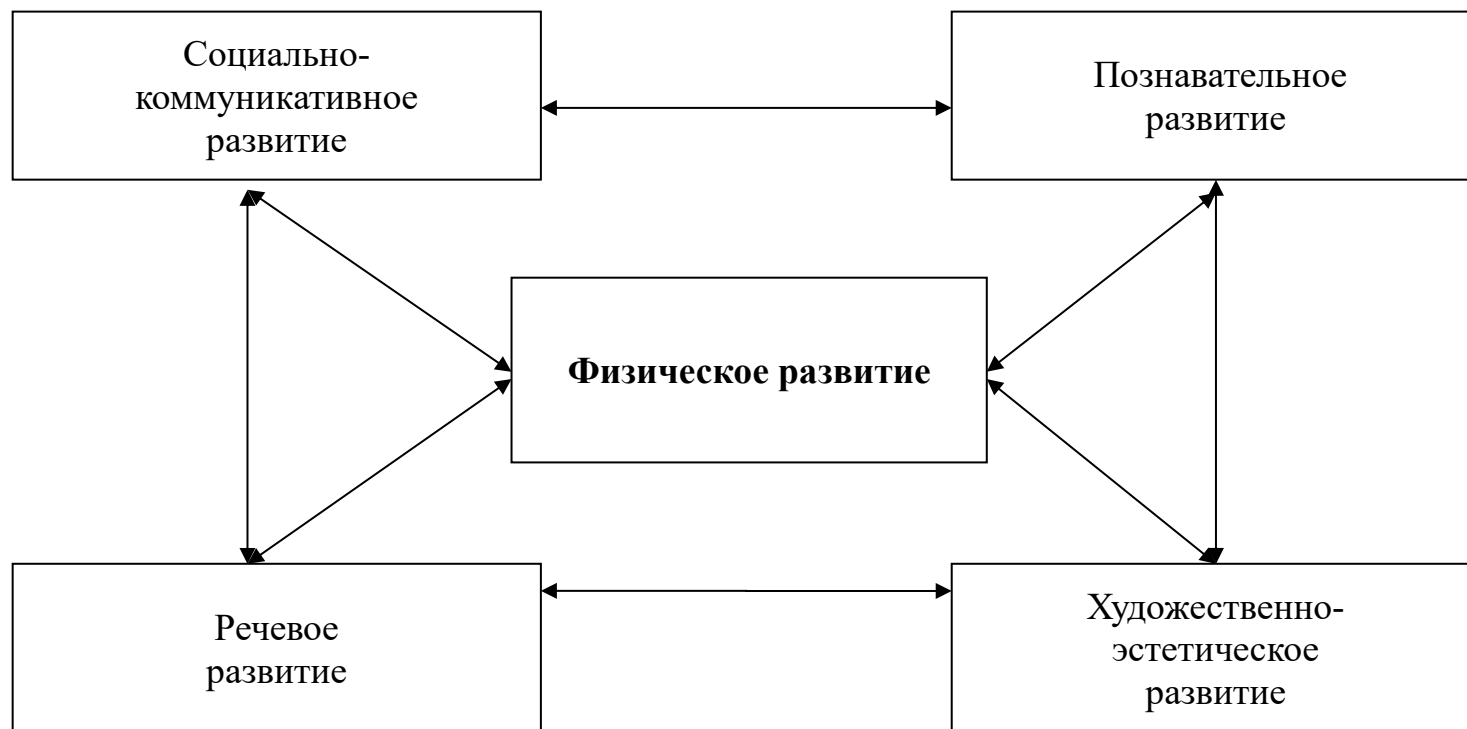 Социально-
коммуникативное
развитие
Познавательное
развитие
Физическое развитие
Речевое
развитие
Художественно-
эстетическое
развитие